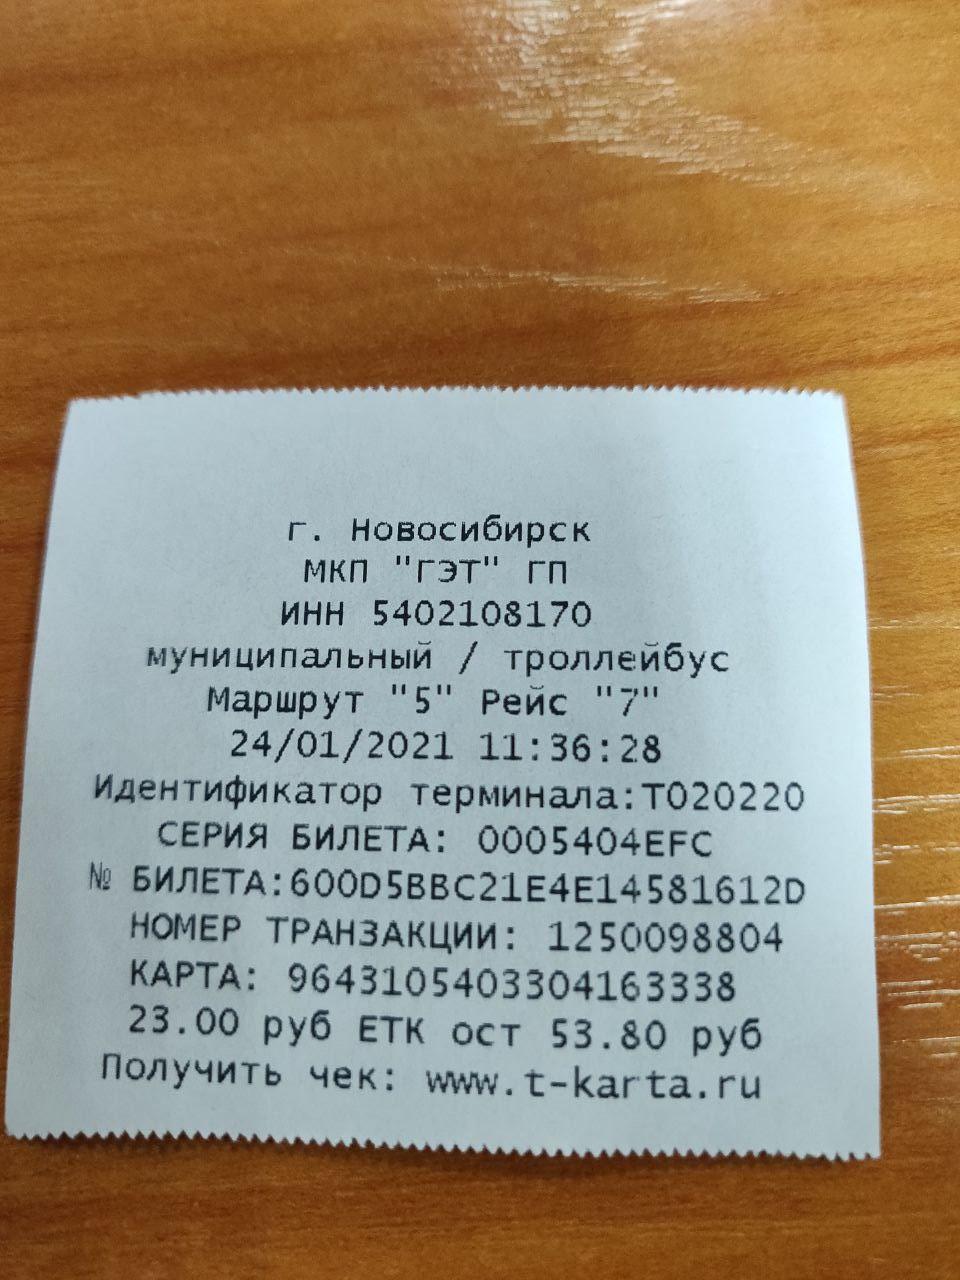 г. Новосибирск
МКП "ГЭТ" ГП
ИНН 5402108170
муниципальный / троллейбус
Маршрут "5" Рейс "7"
24/01/2021 11:36:28
Идентификатор терминала:T020220
СЕРИЯ БИЛЕТА: 0005404EFC
№ БИЛЕТА:600D5BBC21E4E14581612D
НОМЕР ТРАНЗАКЦИИ: 1250098804
КАРТА: 9643105403304163338
23.00 руб ЕТК ост 53.80 руб
Получить чек: www.t-karta.ru